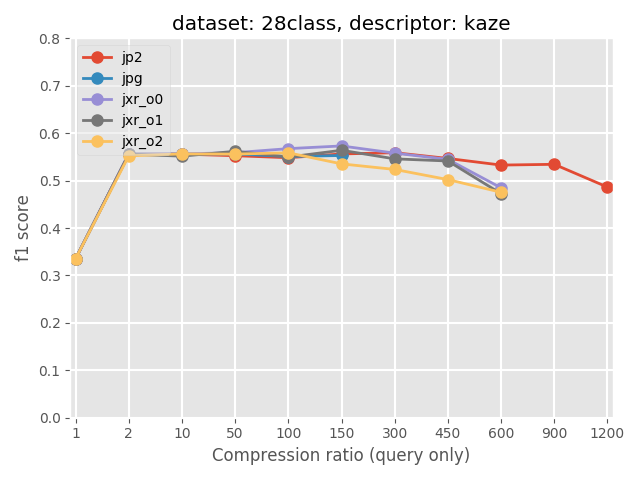 dataset: 28class, descriptor: kaze
jp2
jpg
jxr_o0
jxr_o1
jxr_o2
0.8
0.7
0.6
0.5
0.4
0.3
0.2
0.1
0.0
f1 score
1 2 10 50 100 150 300 450 600 900 1200
Compression ratio (query only)